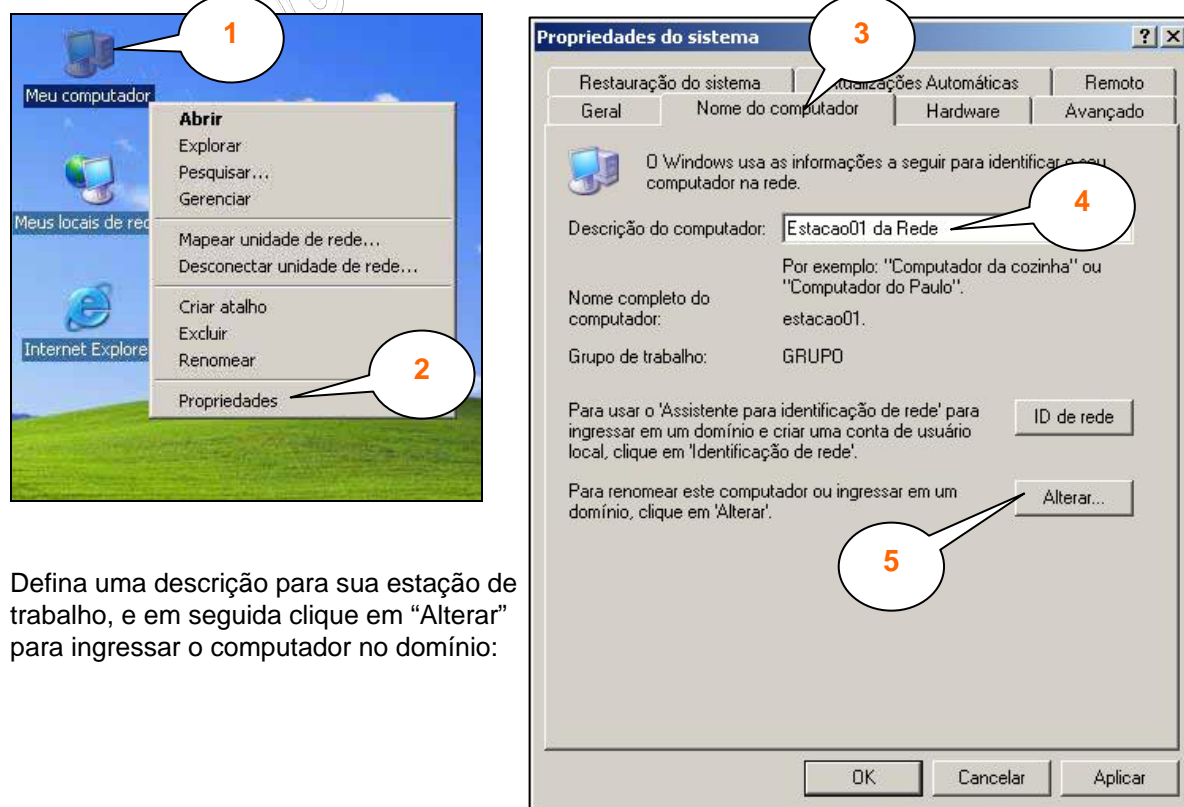 1
Meu computador
Abrir
Explorar
Pesquisar...
Gerenciar
Meus locais de red
Mapear unidade de rede...
Desconectar unidade de rede...
Criar atalho
Excluir
Internet Explore
Renomear
2
Propriedades
Defina uma descrição para sua estação de
trabalho, e em seguida clique em “Alterar”
para ingressar o computador no domínio:
Propriedades do sistema
3
Restauração do sistema
Automáticas
Remoto
Geral
Nome do computador
Hardware
Avançado
O Windows usa as informações a seguir para identificar o seu
computador na rede.
4
Descrição do computador:
Estacao01 da Rede
Por exemplo: "Computador da cozinha" ou
"Computador do Paulo".
Nome completo do
computador:
estacao01.
Grupo de trabalho:
GRUPO
Para usar o 'Assistente para identificação de rede' para
ingressar em um domínio e criar uma conta de usuário
local, clique em 'Identificação de rede'.
ID de rede
Para renomear este computador ou ingressar em um
domínio, clique em 'Alterar'.
Alterar...
5
OK
Cancelar
Aplicar